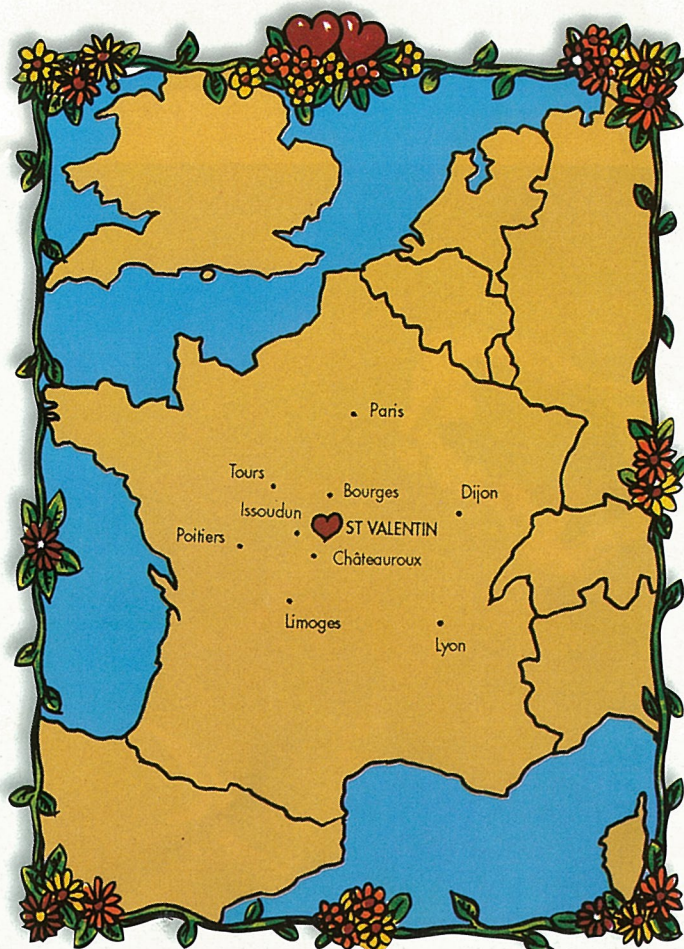 Paris
Tours
Bourges
Dijon
Issoudun
ST VALENTIN
Poitiers
Châteauroux
Limoges
Lyon